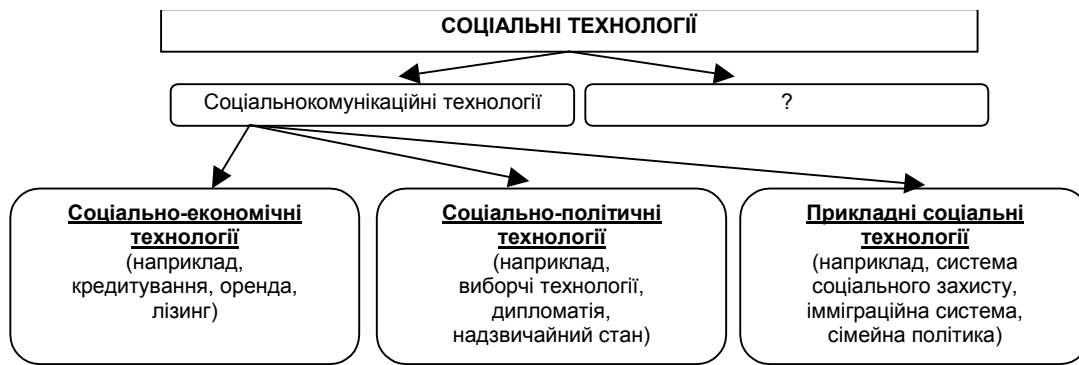 СОЦІАЛЬНІ ТЕХНОЛОГІЇ
Соціальнокомунікаційні технології
?
Соціально-економічні
технології
(наприклад,
кредитування, оренда,
лізинг)
Соціально-політичні
технології
(наприклад,
виборчі технології,
дипломатія,
надзвичайний стан)
Прикладні соціальні
технології
(наприклад, система
соціального захисту,
імміграційна система,
сімейна політика)